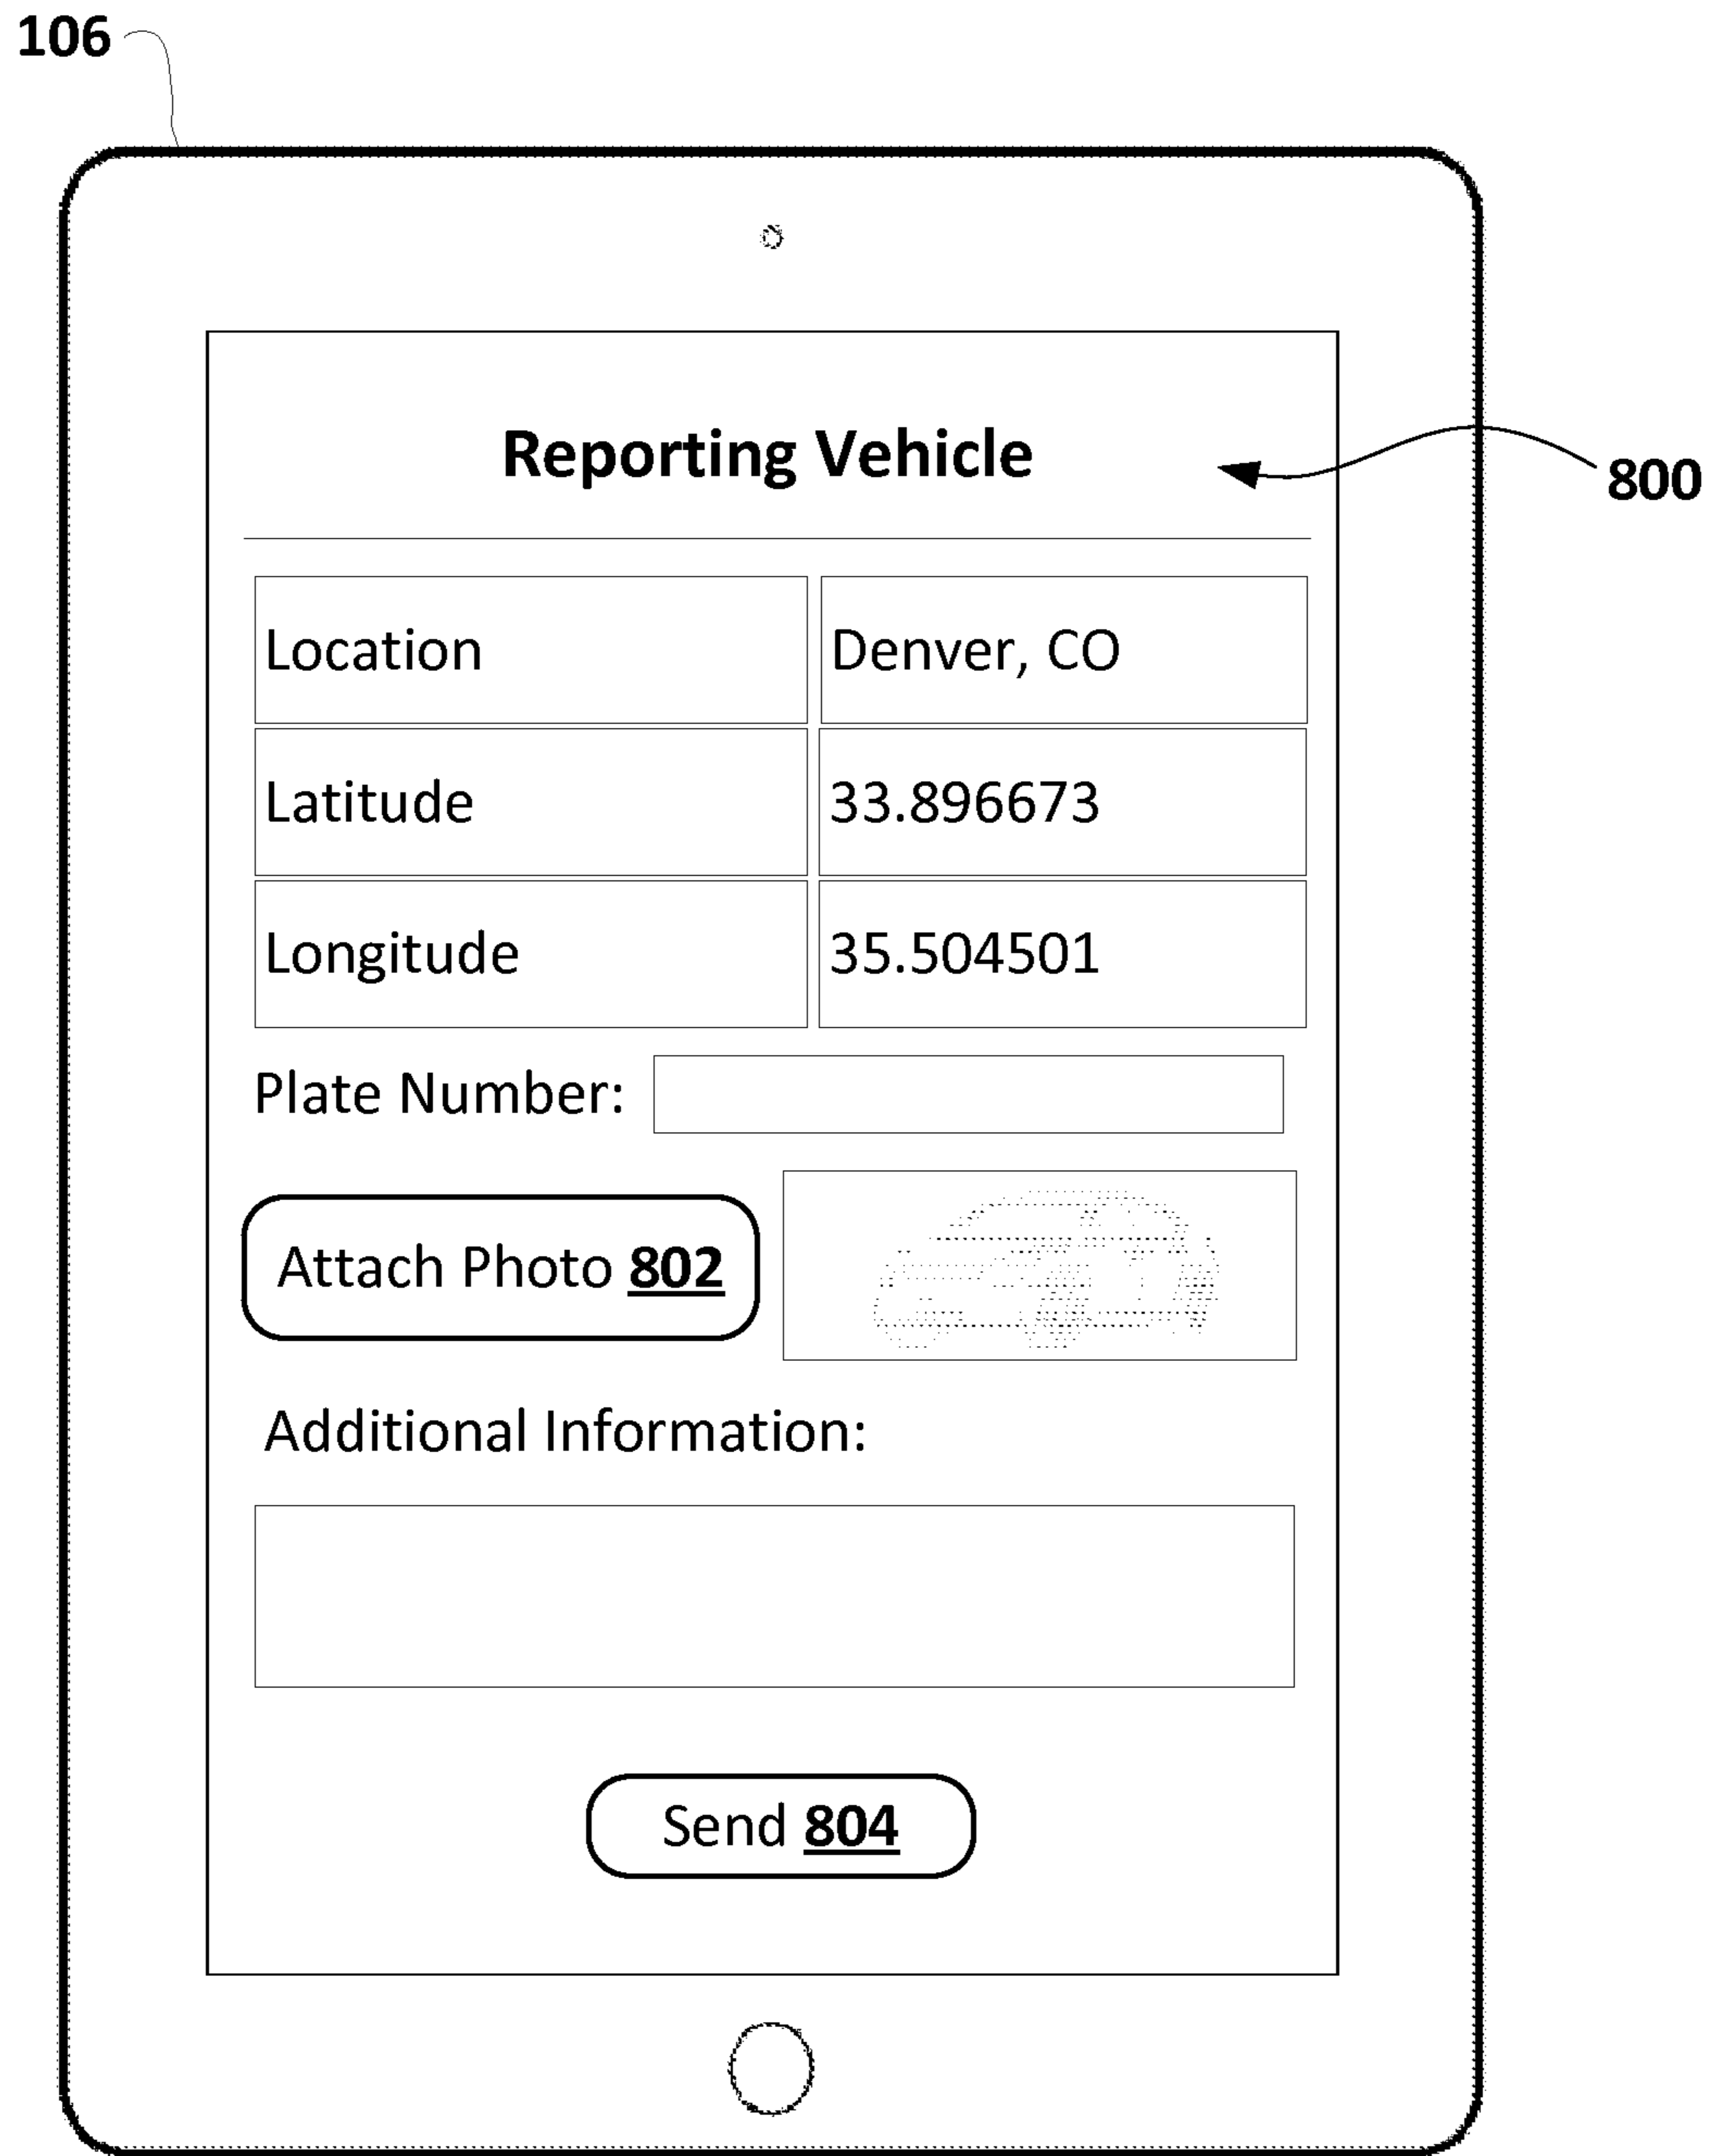 106
Reporting Vehicle
800
Location Denver, CO
Latitude 33.896673
Longitude 35.504501
Plate Number:
Attach Photo 802
Additional Information:
Send 804